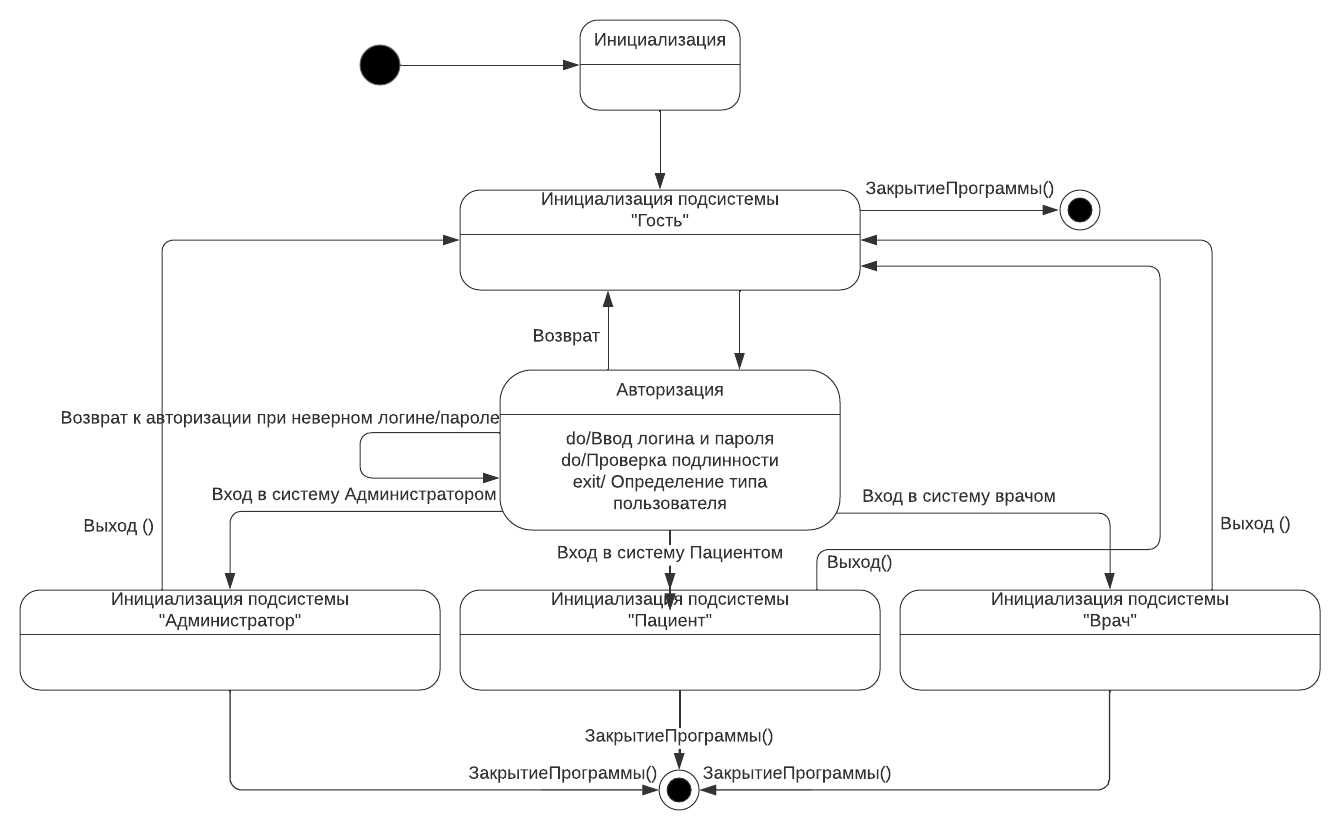 Инициализация
Инициализация подсистемы
"Гость"
ЗакрытиеПрограммы()
Возврат
Авторизация
Возврат к авторизации при неверном логине/пароле
do/Ввод логина и пароля
do/Проверка подлинности
exit/ Определение типа
пользователя
Вход в систему Администратором
Вход в систему врачом
Выход ()
Выход ()
Вход в систему Пациентом
Выход()
Инициализация подсистемы
"Администратор"
Инициализация подсистемы
"Пациент"
Инициализация подсистемы
"Врач"
ЗакрытиеПрограммы()
ЗакрытиеПрограммы()
ЗакрытиеПрограммы()